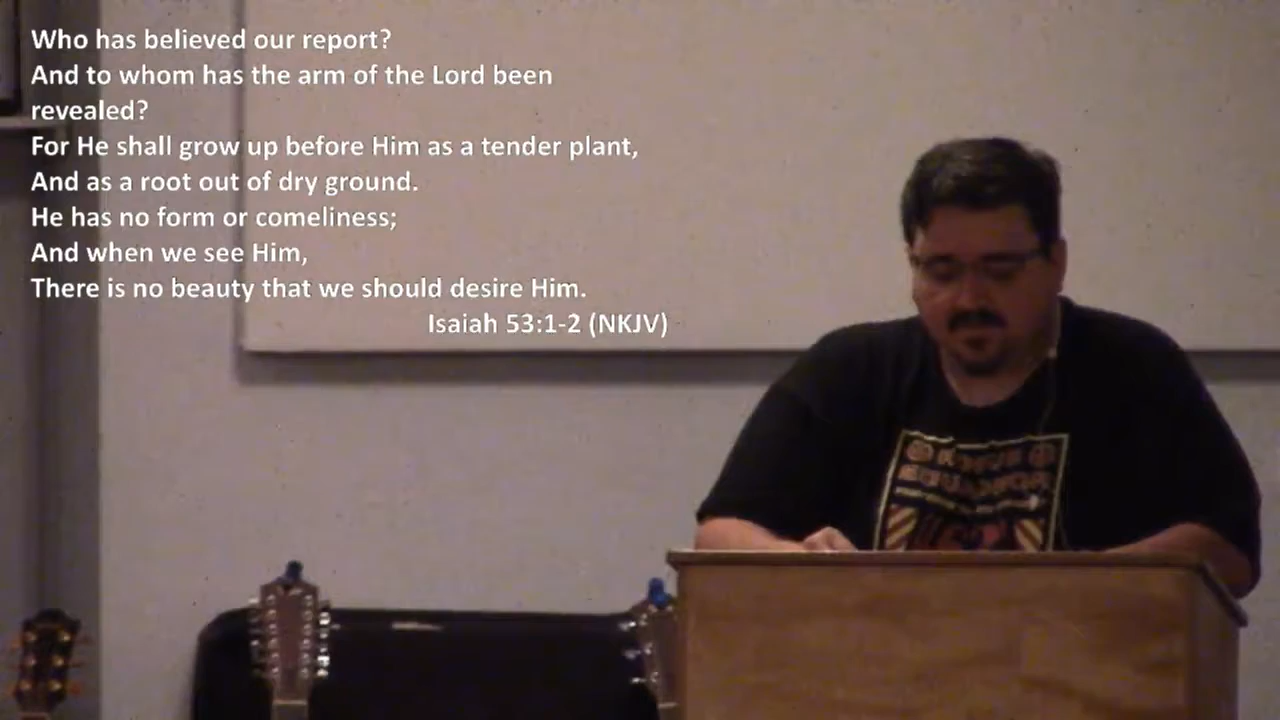 Who has believed our report?
And to whom has the arm of the Lord been
revealed?
For He shall grow up before Him as a tender plant,
And as a root out of dry ground.
He has no form or comeliness;
And when we see Him,
There is no beauty that we should desire Him.
Isaiah 53:1-2 (NKJV)